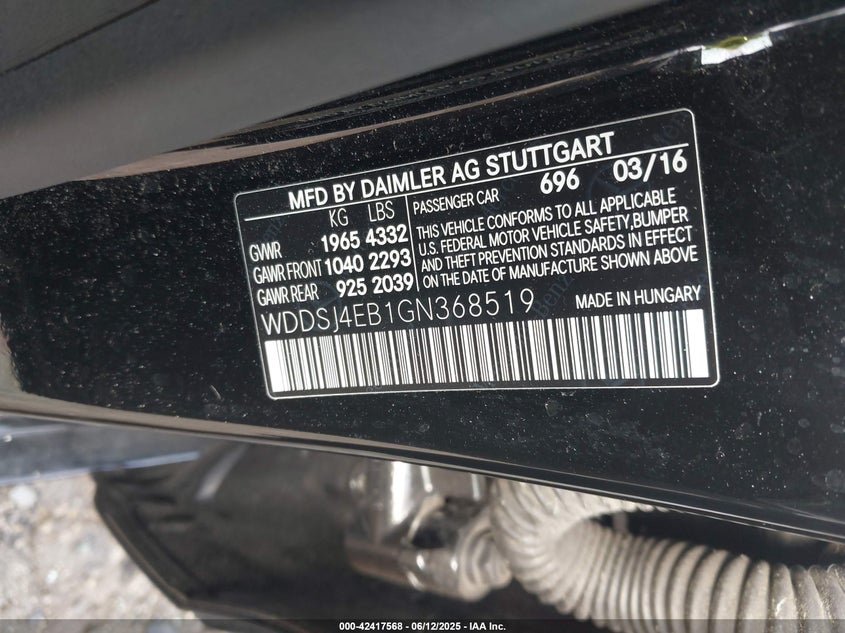 MFD BY DAIMLER AG STUTTGART
KG LBS
GVWR 1965 4332
GAWR FRONT 1040 2293
GAWR REAR 925 2039
PASSENGER CAR 696 03/16
THIS VEHICLE CONFORMS TO ALL APPLICABLE
U.S. FEDERAL MOTOR VEHICLE SAFETY,BUMPER
AND THEFT PREVENTION STANDARDS IN EFFECT
ON THE DATE OF MANUFACTURE SHOWN ABOVE
WDDSJ4EB1GN368519 MADE IN HUNGARY
000-42417568 - 06/12/2025 - IAA Inc.